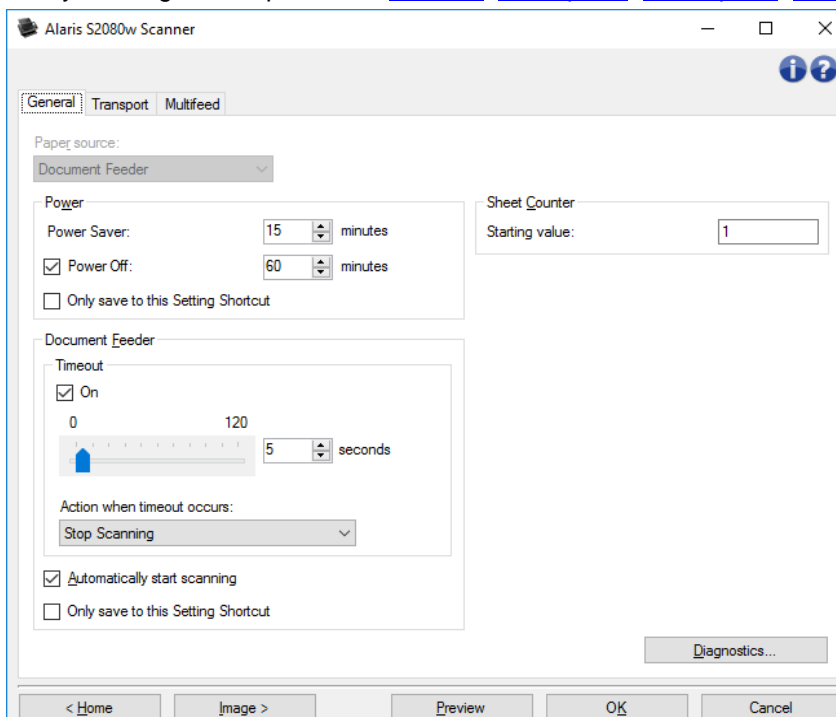 Alaris S2080w Scanner
General Transport Multifeed
Paper source:
Document Feeder
Power
Power Saver: 15 minutes
Power Off: 60 minutes
Only save to this Setting Shortcut
Sheet Counter
Starting value: 1
Document Feeder
Timeout
On
0 120
5 seconds
Action when timeout occurs:
Stop Scanning
Automatically start scanning
Only save to this Setting Shortcut
Diagnostics...
< Home Image > Preview OK Cancel